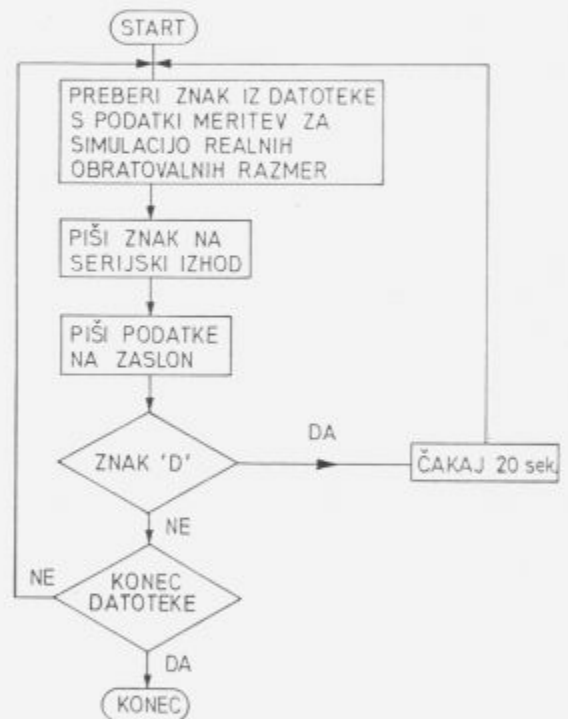 START
PREBERI ZNAK IZ DATOTEKE
S PODATKI MERITEV ZA
SIMULACIJO REALNIH
OBRATOVALNIH RAZMER
PIŠI ZNAK NA
SERIJSKI IZHOD
PIŠI PODATKE
NA ZASLON
ZNAK 'D'
DA
ČAKAJ 20 sek.
NE
KONEC
DATOTEKE
NE
DA
KONEC